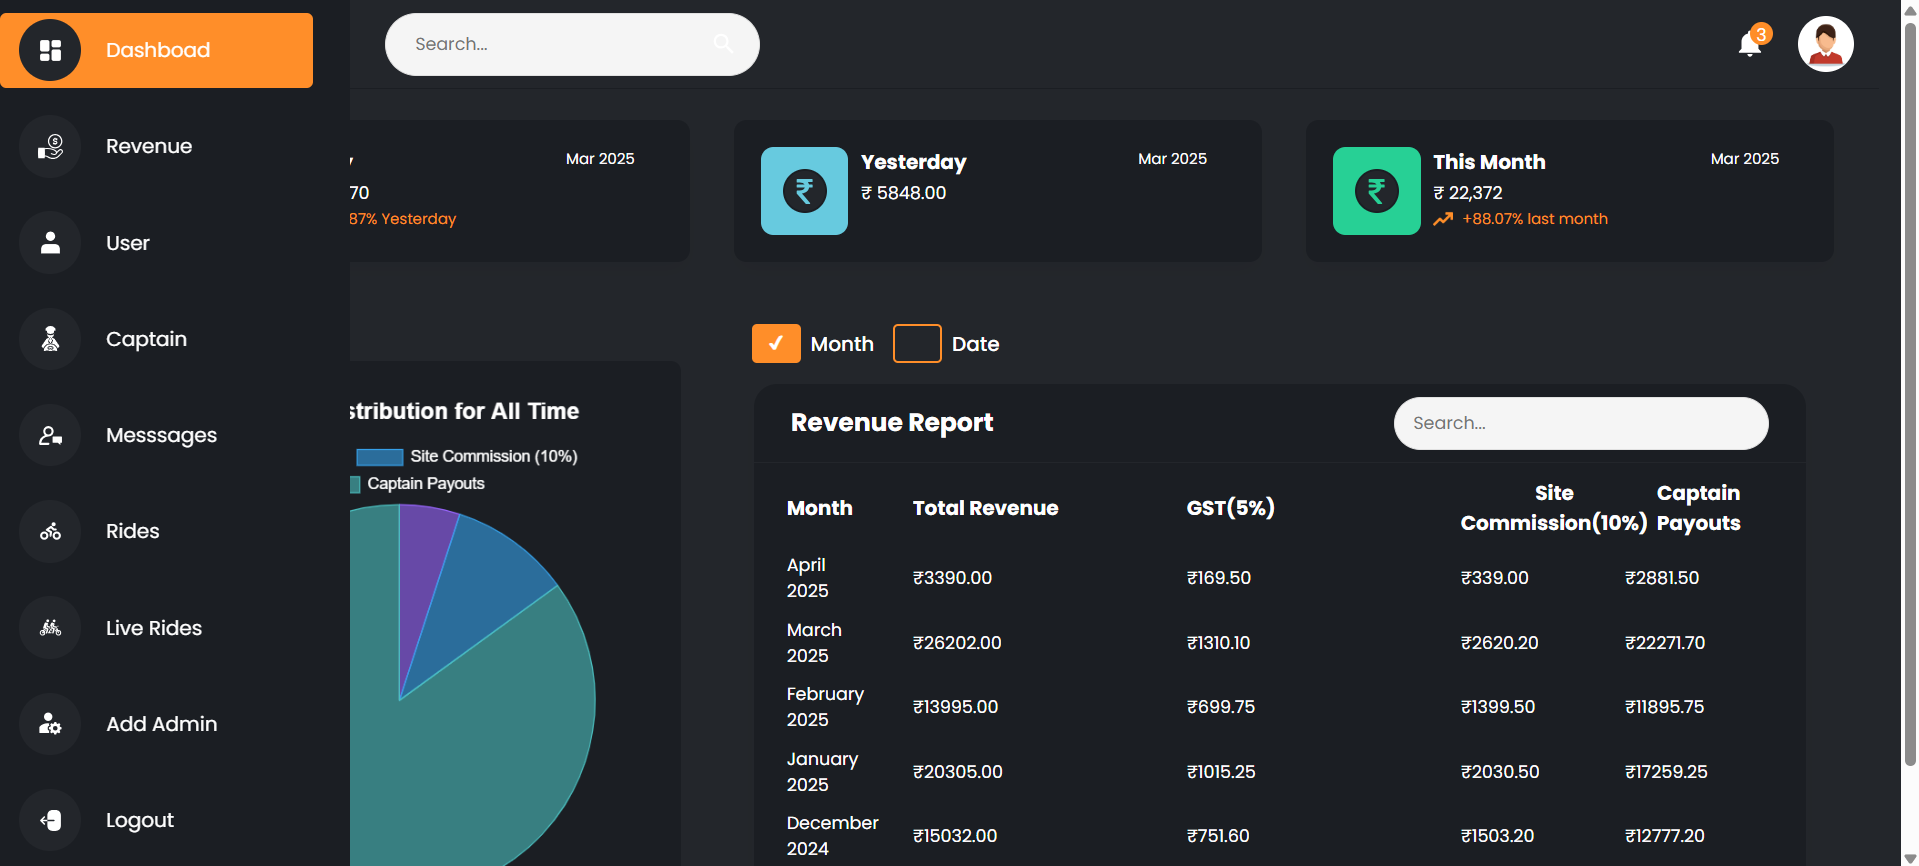 Dashboad
Search...
3
Revenue
User
Captain
Messsages
Rides
Live Rides
Add Admin
Logout
Mar 2025
70
87% Yesterday
Yesterday
Mar 2025
₹ 5848.00
This Month
Mar 2025
₹ 22,372
+88.07% last month
Month
Date
stribution for All Time
Site Commission (10%)
Captain Payouts
Revenue Report
Search...
Month Total Revenue GST(5%) Site Commission(10%) Captain Payouts
April 2025 ₹3390.00 ₹169.50 ₹339.00 ₹2881.50
March 2025 ₹26202.00 ₹1310.10 ₹2620.20 ₹22271.70
February 2025 ₹13995.00 ₹699.75 ₹1399.50 ₹11895.75
January 2025 ₹20305.00 ₹1015.25 ₹2030.50 ₹17259.25
December 2024 ₹15032.00 ₹751.60 ₹1503.20 ₹12777.20